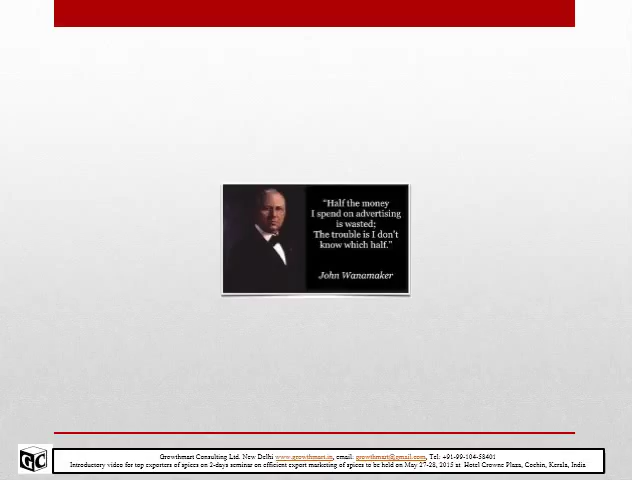 “Half the money
I spend on advertising
is wasted;
The trouble is I don't
know which half.”
John Wanamaker
GC
Growthmart Consulting Ltd. New Delhi www.growthmart.in, email: growthmart@gmail.com, Tel: +91-99-104-58401
Introductory video for top exporters of spices on 2-days seminar on efficient export marketing of spices to be held on May 27-28, 2015 at Hotel Crowne Plaza, Cochin, Kerala, India